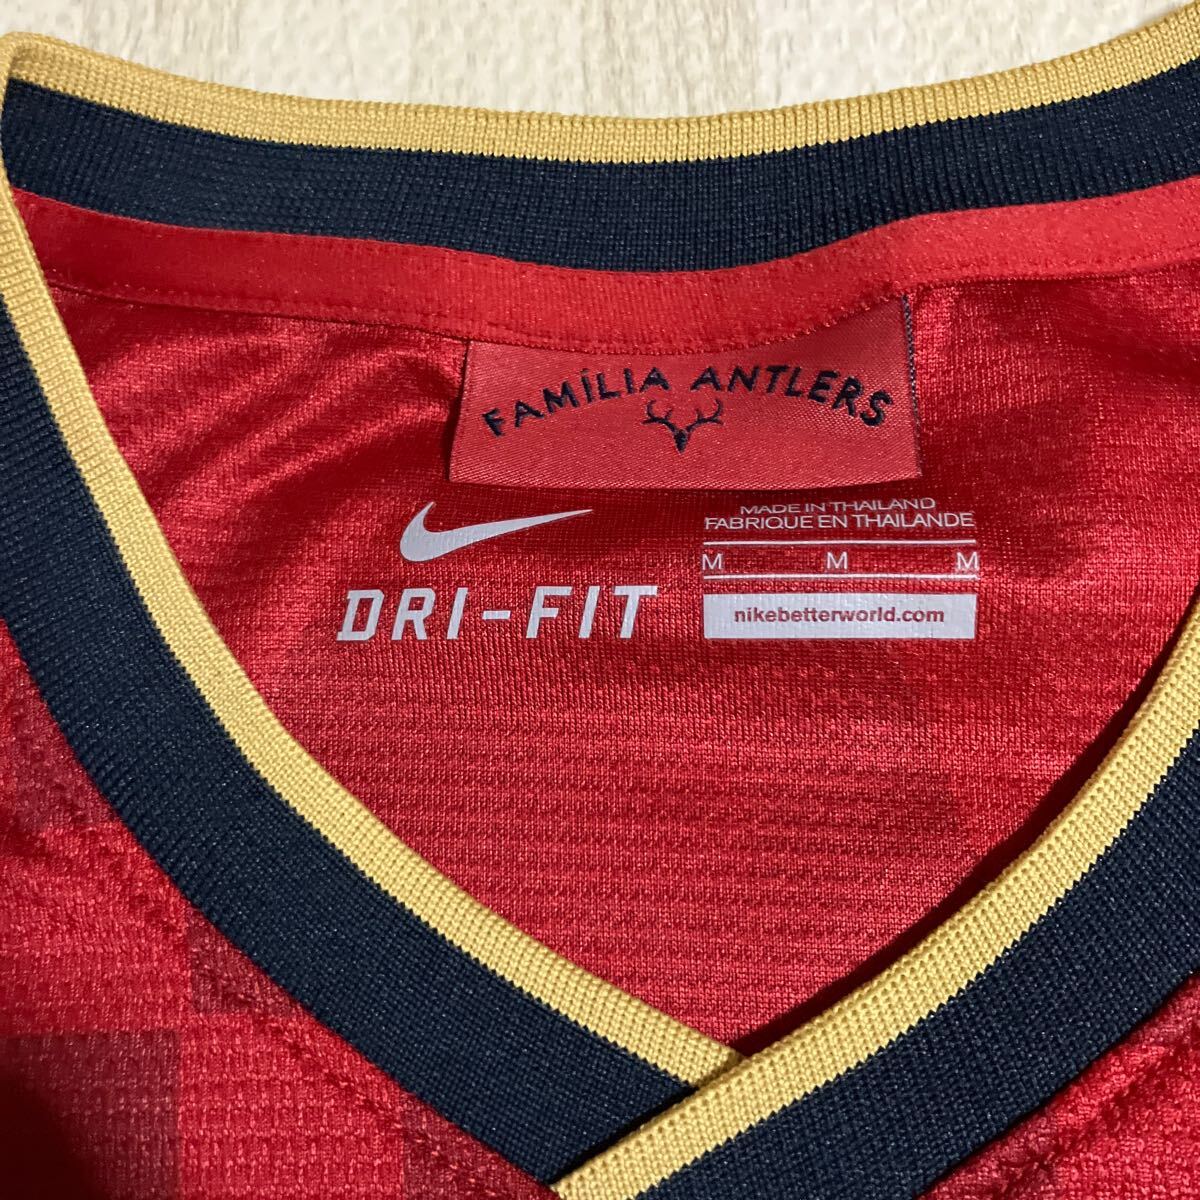 FAMÍLIA ANTLERS
MADE IN THAILAND
FABRIQUE EN THAILANDE
M M M
DRI-FIT
nikebetterworld.com